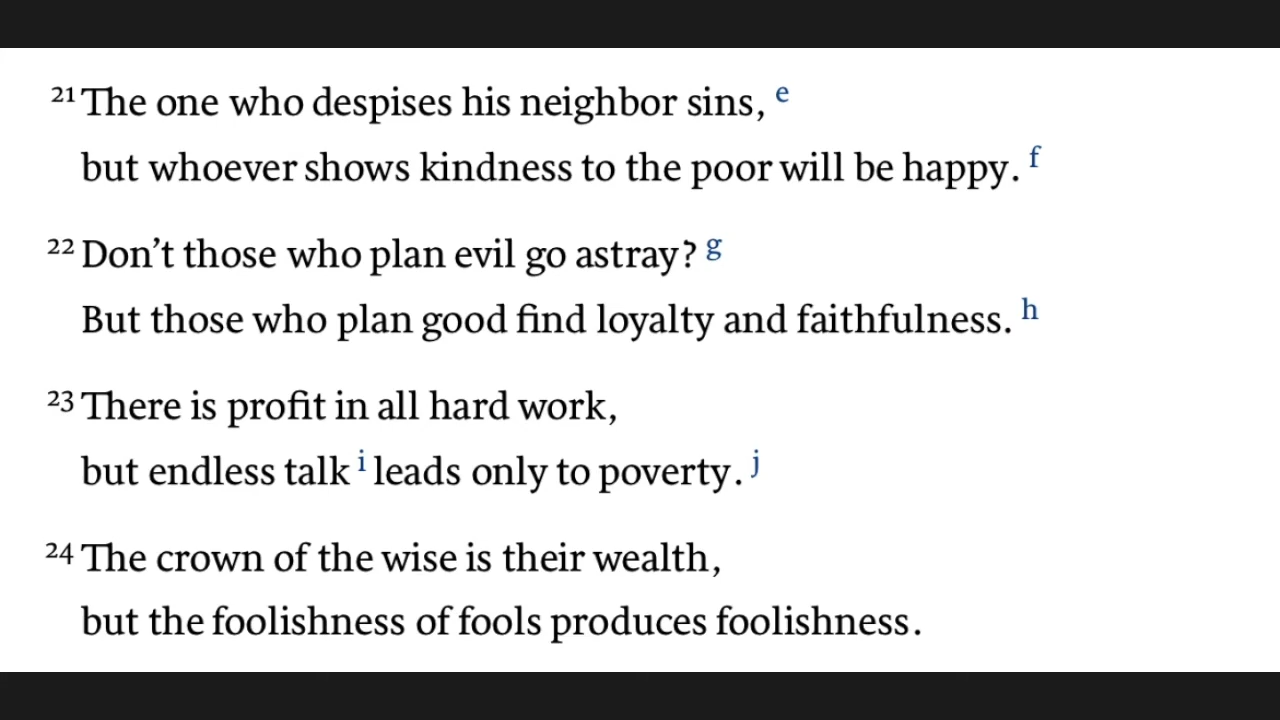 21 The one who despises his neighbor sins, e
but whoever shows kindness to the poor will be happy. f
22 Don’t those who plan evil go astray? g
But those who plan good find loyalty and faithfulness. h
23 There is profit in all hard work,
but endless talk i leads only to poverty. j
24 The crown of the wise is their wealth,
but the foolishness of fools produces foolishness.